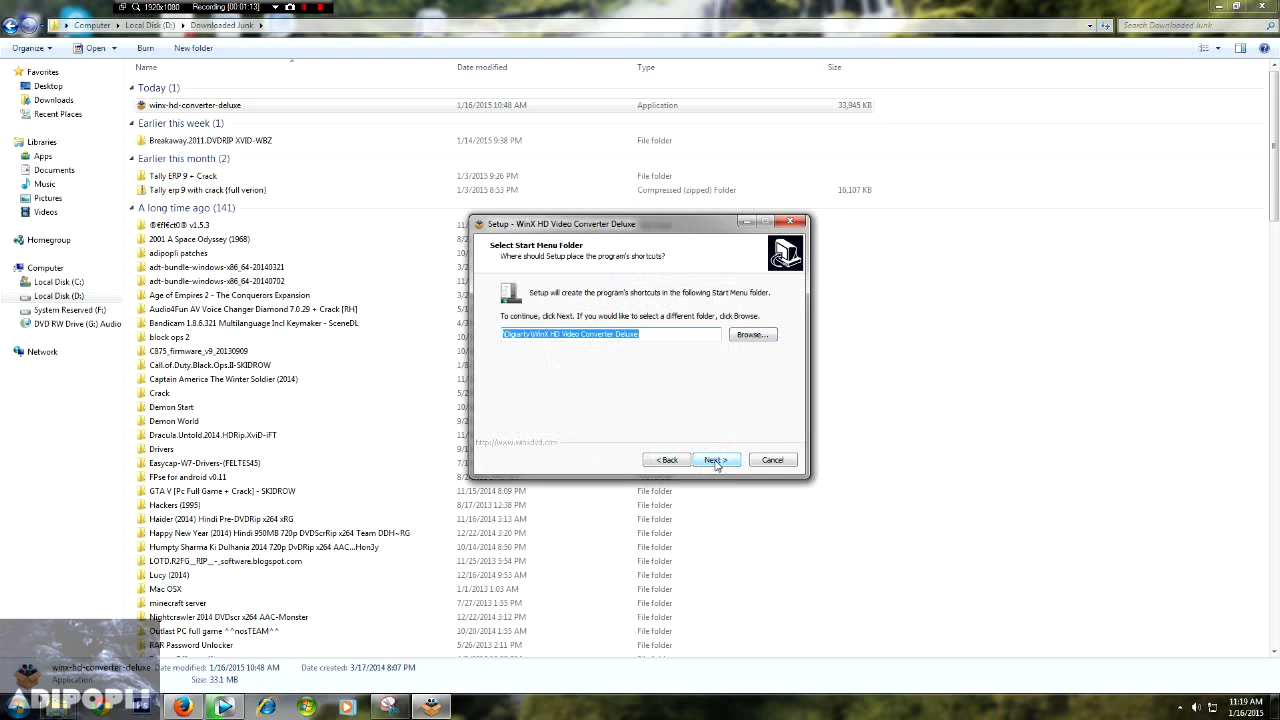 1920x1080 Recording [00:01:13]
Computer Local Disk (D:) Downloaded Junk
Search Downloaded Junk
Organize Open Burn New folder
Name Date modified Type Size
Favorites
Desktop
Downloads
Recent Places
Libraries
Apps
Documents
Music
Pictures
Videos
Homegroup
Computer
Local Disk (C:)
Local Disk (D:)
System Reserved (F:)
DVD RW Drive (G:) Audio
Network
Today (1)
winx-hd-converter-deluxe 1/16/2015 10:48 AM Application 33,945 KB
Earlier this week (1)
Breakaway.2011.DVDRIP XVID-WBZ 1/14/2015 9:38 PM File folder
Earlier this month (2)
Tally ERP 9 + Crack 1/3/2015 9:26 PM File folder
Tally erp 9 with crack (full verion) 1/3/2015 8:53 PM Compressed (zipped) Folder 16,107 KB
A long time ago (141)
2001 A Space Odyssey (1968)
adipopli patches
adt-bundle-windows-x86_64-20140321
adt-bundle-windows-x86_64-20140702
Age of Empires 2 - The Conquerors Expansion
Audio4Fun AV Voice Changer Diamond 7.0.29 + Crack [RH]
Bandicam 1.8.6.321 Multilanguage Incl Keymaker - SceneDL
block ops 2
C875_firmware_v9_20130909
Call.of.Duty.Black.Ops.II-SKIDROW
Captain America The Winter Soldier (2014)
Crack
Demon Start
Demon World
Dracula.Untold.2014.HDRip.XviD-iFT
Drivers
Easycap-W7-Drivers-(FELTES45)
FPse for android v0.11
GTA V [Pc Full Game + Crack] - SKIDROW 11/15/2014 8:09 PM File folder
Hackers (1995) 8/17/2013 12:38 PM File folder
Haider (2014) Hindi Pre-DVDRip x264 xRG 11/16/2014 3:13 AM File folder
Happy New Year (2014) Hindi 950MB 720p DVDScrRip x264 Team DDH~RG 12/22/2014 3:20 PM File folder
Humpty Sharma Ki Dulhania 2014 720p DvDRip x264 AAC...Hon3y 10/14/2014 8:50 PM File folder
LOTD.R2FG__RIP__-_software.blogspot.com 11/25/2013 5:54 PM File folder
Lucy (2014) 12/16/2014 9:53 AM File folder
Mac OSX 1/1/2013 1:03 AM File folder
minecraft server 7/27/2013 1:55 PM File folder
Nightcrawler 2014 DVDscr x264 AAC-Monster 12/22/2014 3:12 PM File folder
Outlast PC full game ^^nosTEAM^^ 10/20/2014 1:55 PM File folder
RAR Password Unlocker 5/26/2013 2:11 PM File folder
Setup - WinX HD Video Converter Deluxe
Select Start Menu Folder
Where should Setup place the program's shortcuts?
Setup will create the program's shortcuts in the following Start Menu folder.
To continue, click Next. If you would like to select a different folder, click Browse.
\Digiarty\WinX HD Video Converter Deluxe
Browse...
http://www.winxdvd.com
< Back Next > Cancel
winx-hd-converter-deluxe Date modified: 1/16/2015 10:48 AM Date created: 3/17/2014 8:07 PM
Application Size: 33.1 MB
ADIPOPLI
11:19 AM
1/16/2015